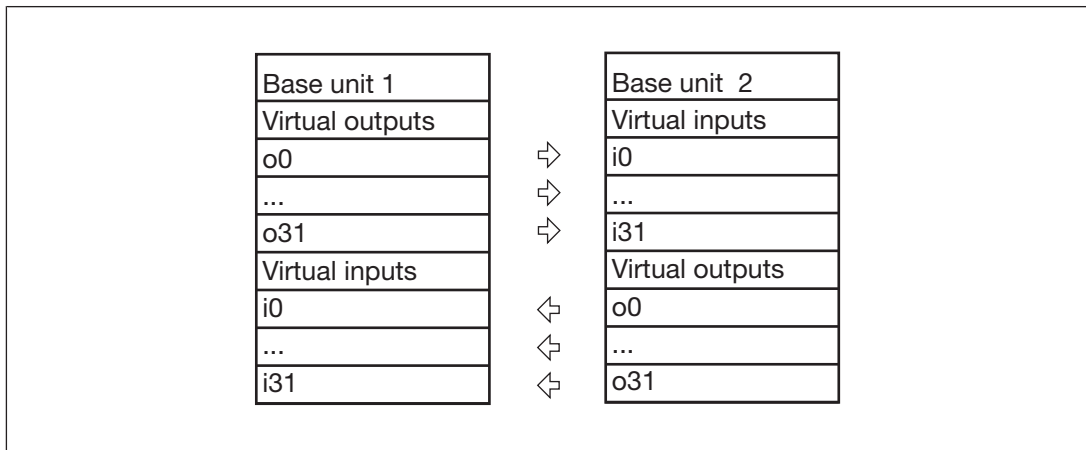 Base unit 1
Virtual outputs
o0
...
o31
Virtual inputs
i0
...
i31
Base unit 2
Virtual inputs
i0
...
i31
Virtual outputs
o0
...
o31